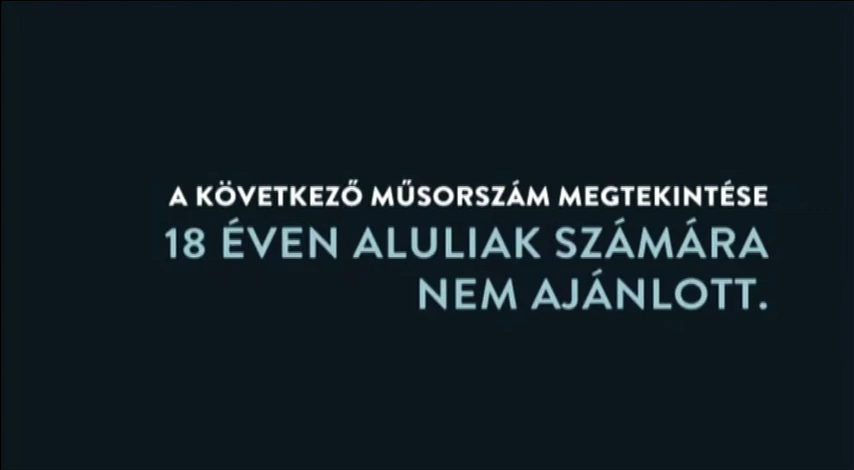 A KÖVETKEZŐ MŰSORSZÁM MEGTEKINTÉSE
18 ÉVEN ALULIAK SZÁMÁRA
NEM AJÁNLOTT.